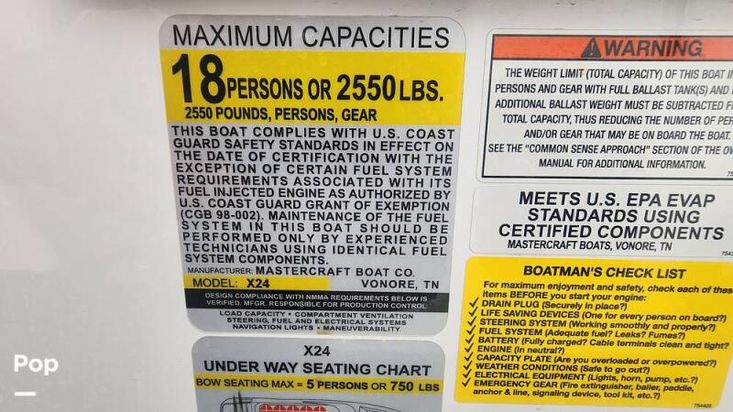 MAXIMUM CAPACITIES
18 PERSONS OR 2550 LBS.
2550 POUNDS, PERSONS, GEAR
THIS BOAT COMPLIES WITH U.S. COAST
GUARD SAFETY STANDARDS IN EFFECT ON
THE DATE OF CERTIFICATION WITH THE
EXCEPTION OF CERTAIN FUEL SYSTEM
REQUIREMENTS ASSOCIATED WITH ITS
FUEL INJECTED ENGINE AS AUTHORIZED BY
U.S. COAST GUARD GRANT OF EXEMPTION
(CGB 98-002). MAINTENANCE OF THE FUEL
SYSTEM IN THIS BOAT SHOULD BE
PERFORMED ONLY BY EXPERIENCED
TECHNICIANS USING IDENTICAL FUEL
SYSTEM COMPONENTS.
MANUFACTURER: MASTERCRAFT BOAT CO.
MODEL: X24 VONORE, TN
DESIGN COMPLIANCE WITH NMMA REQUIREMENTS BELOW IS
VERIFIED. MFGR. RESPONSIBLE FOR PRODUCTION CONTROL.
LOAD CAPACITY • COMPARTMENT VENTILATION
STEERING, FUEL AND ELECTRICAL SYSTEMS
NAVIGATION LIGHTS • MANEUVERABILITY
X24
UNDER WAY SEATING CHART
BOW SEATING MAX = 5 PERSONS OR 750 LBS
WARNING
THE WEIGHT LIMIT (TOTAL CAPACITY) OF THIS BOAT IN
PERSONS AND GEAR WITH FULL BALLAST TANK(S) AND
ADDITIONAL BALLAST WEIGHT MUST BE SUBTRACTED F
TOTAL CAPACITY, THUS REDUCING THE NUMBER OF PER
AND/OR GEAR THAT MAY BE ON BOARD THE BOAT.
SEE THE "COMMON SENSE APPROACH" SECTION OF THE OW
MANUAL FOR ADDITIONAL INFORMATION.
MEETS U.S. EPA EVAP
STANDARDS USING
CERTIFIED COMPONENTS
MASTERCRAFT BOATS, VONORE, TN
BOATMAN'S CHECK LIST
For maximum enjoyment and safety, check each of these
items BEFORE you start your engine:
DRAIN PLUG (Securely in place?)
LIFE SAVING DEVICES (One for every person on board?)
STEERING SYSTEM (Working smoothly and properly?)
FUEL SYSTEM (Adequate fuel? Leaks? Fumes?)
BATTERY (Fully charged? Cable terminals clean and tight?
ENGINE (In neutral?)
CAPACITY PLATE (Are you overloaded or overpowered?)
WEATHER CONDITIONS (Safe to go out?)
ELECTRICAL EQUIPMENT (Lights, horn, pump, etc.?)
EMERGENCY GEAR (Fire extinguisher, bailer, paddle,
anchor & line, signaling device, tool kit, etc.?)
Pop